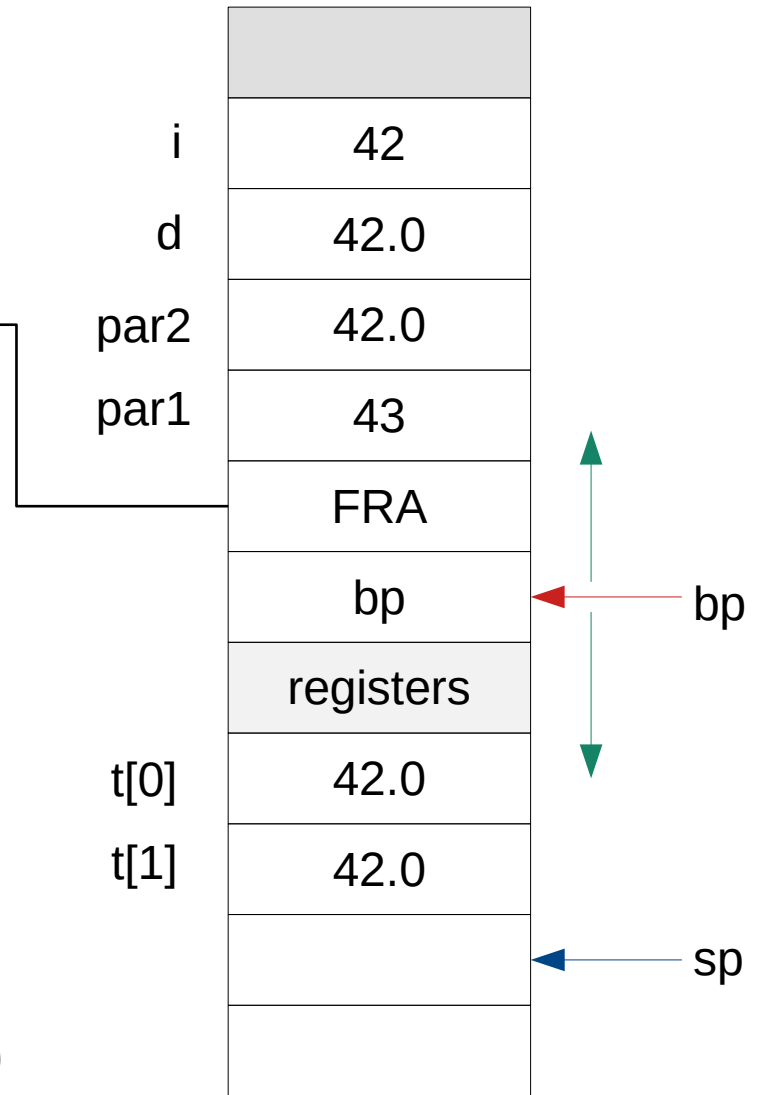 i 42
d 42.0
par2 42.0
par1 43
FRA
bp bp
registers
t[0] 42.0
t[1] 42.0
sp
)